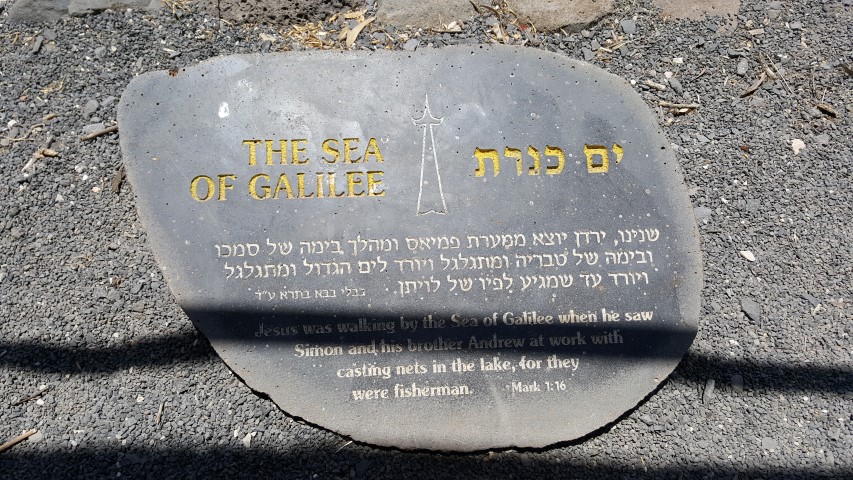 THE SEA
OF GALILEE
ים כנרת
שנינו, ירדן יוצא ממערת פמיאס ומהלך בימה של סמכו
ובימה של טבריה ומתגלגל ויורד לים הגדול ומתגלגל
ויורד עד שמגיע לפיו של לויתן.
בבלי בבא בתרא ע"ד
Jesus was walking by the Sea of Galilee when he saw
Simon and his brother Andrew at work with
casting nets in the lake, for they
were fisherman. Mark 1:16